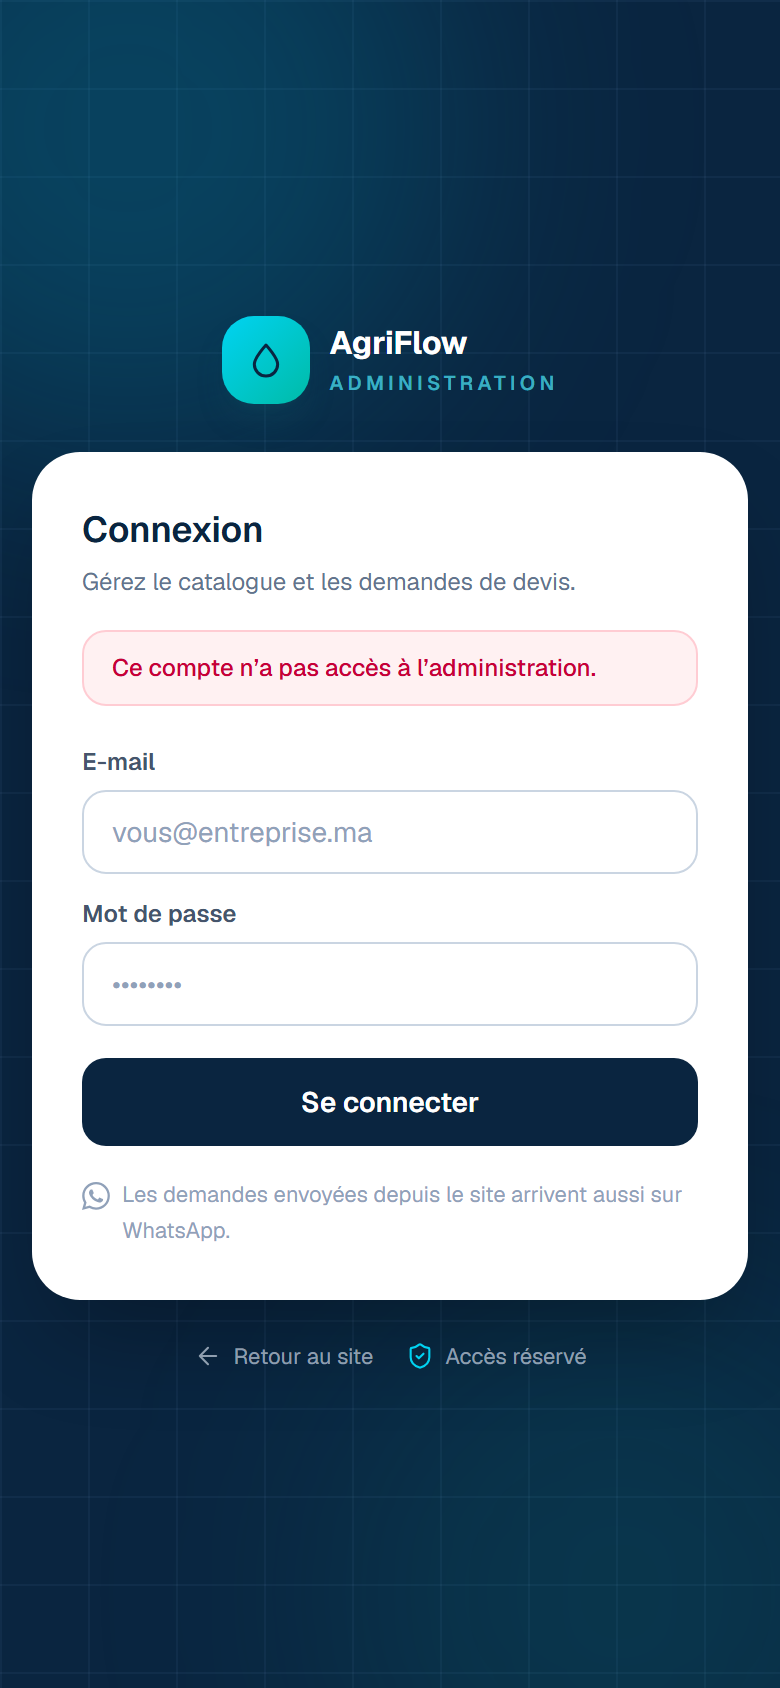 AgriFlow
ADMINISTRATION
Connexion
Gérez le catalogue et les demandes de devis.
Ce compte n’a pas accès à l’administration.
E-mail
vous@entreprise.ma
Mot de passe
••••••••
Se connecter
Les demandes envoyées depuis le site arrivent aussi sur
WhatsApp.
Retour au site
Accès réservé